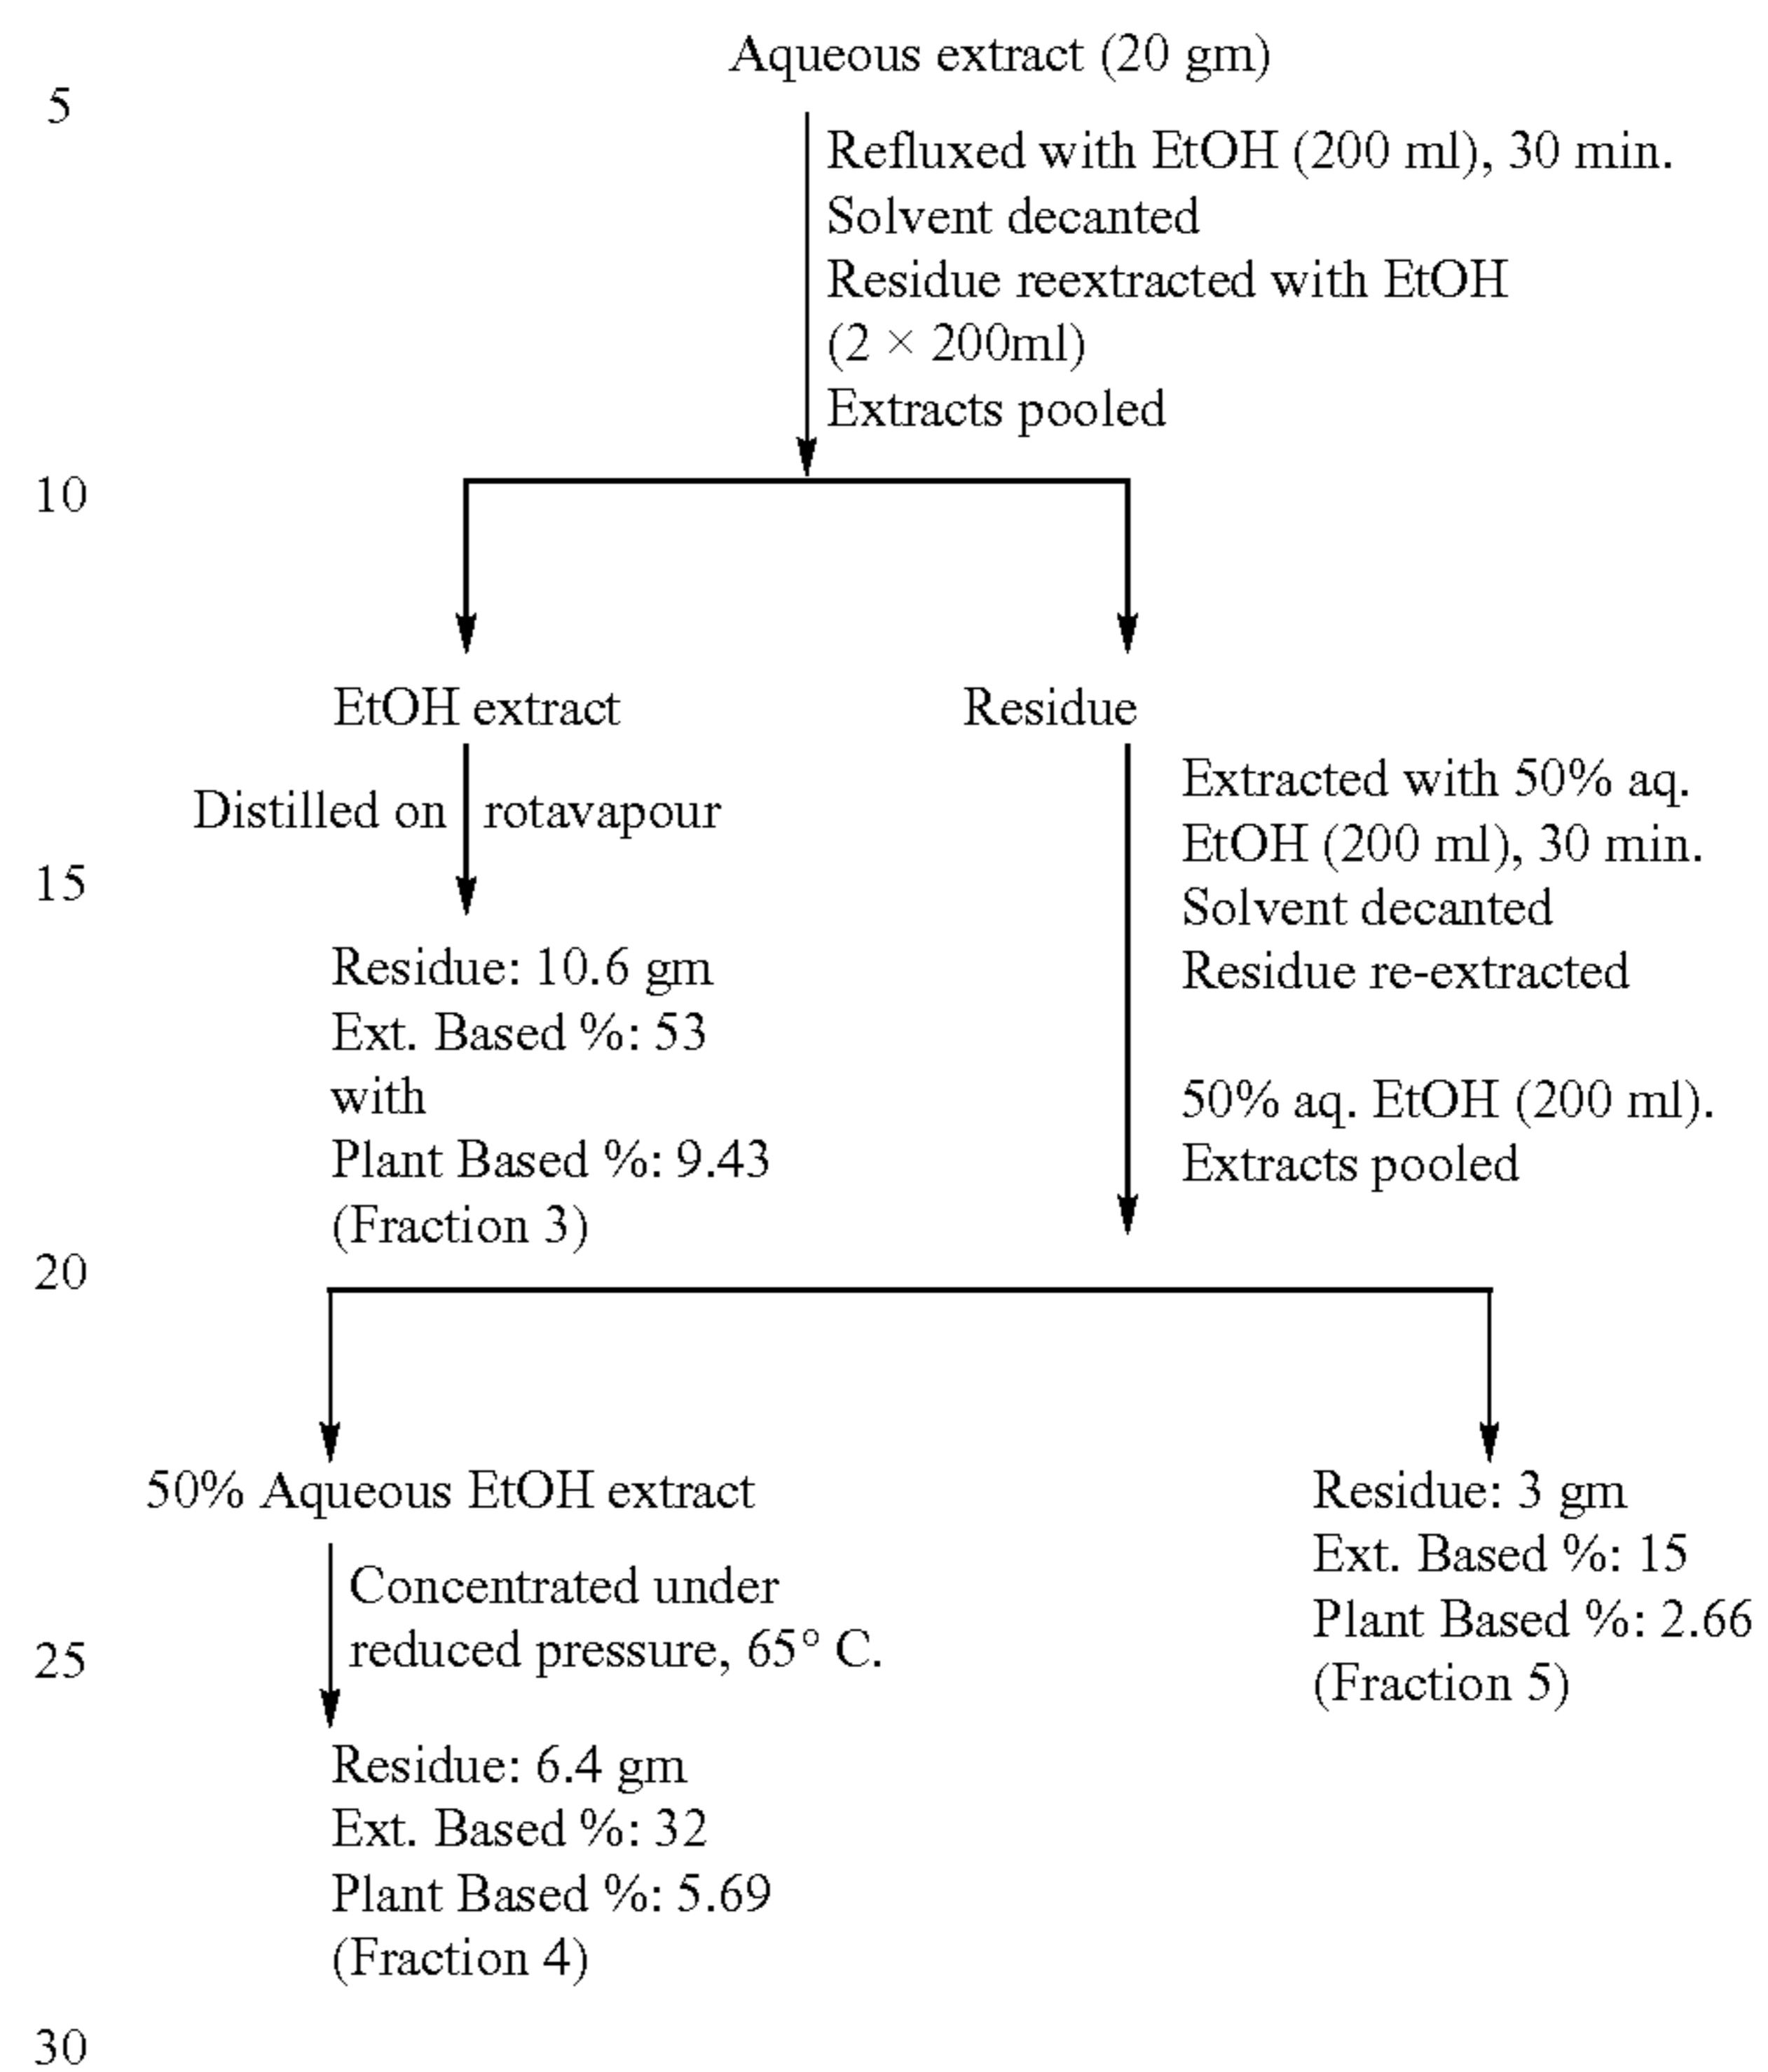 Aqueous extract (20 gm)
5
Refluxed with EtOH (200 ml), 30 min.
Solvent decanted
Residue reextracted with EtOH
(2 × 200ml)
Extracts pooled
10
EtOH extract
Residue
Distilled on rotavapour
Extracted with 50% aq.
EtOH (200 ml), 30 min.
15
Solvent decanted
Residue re-extracted
Residue: 10.6 gm
Ext. Based %: 53
with
Plant Based %: 9.43
(Fraction 3)
50% aq. EtOH (200 ml).
Extracts pooled
20
50% Aqueous EtOH extract
Concentrated under
reduced pressure, 65° C.
25
Residue: 3 gm
Ext. Based %: 15
Plant Based %: 2.66
(Fraction 5)
Residue: 6.4 gm
Ext. Based %: 32
Plant Based %: 5.69
(Fraction 4)
30